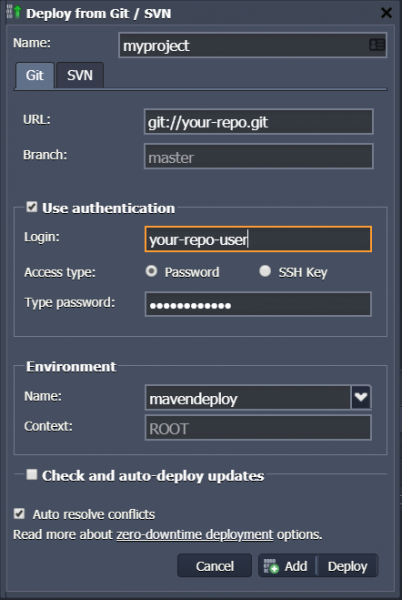 Deploy from Git / SVN
Name: myproject
Git SVN
URL: git://your-repo.git
Branch: master
Use authentication
Login: your-repo-user
Access type: Password SSH Key
Type password: ••••••••••••
Environment
Name: mavendeploy
Context: ROOT
Check and auto-deploy updates
Auto resolve conflicts
Read more about zero-downtime deployment options.
Cancel Add Deploy